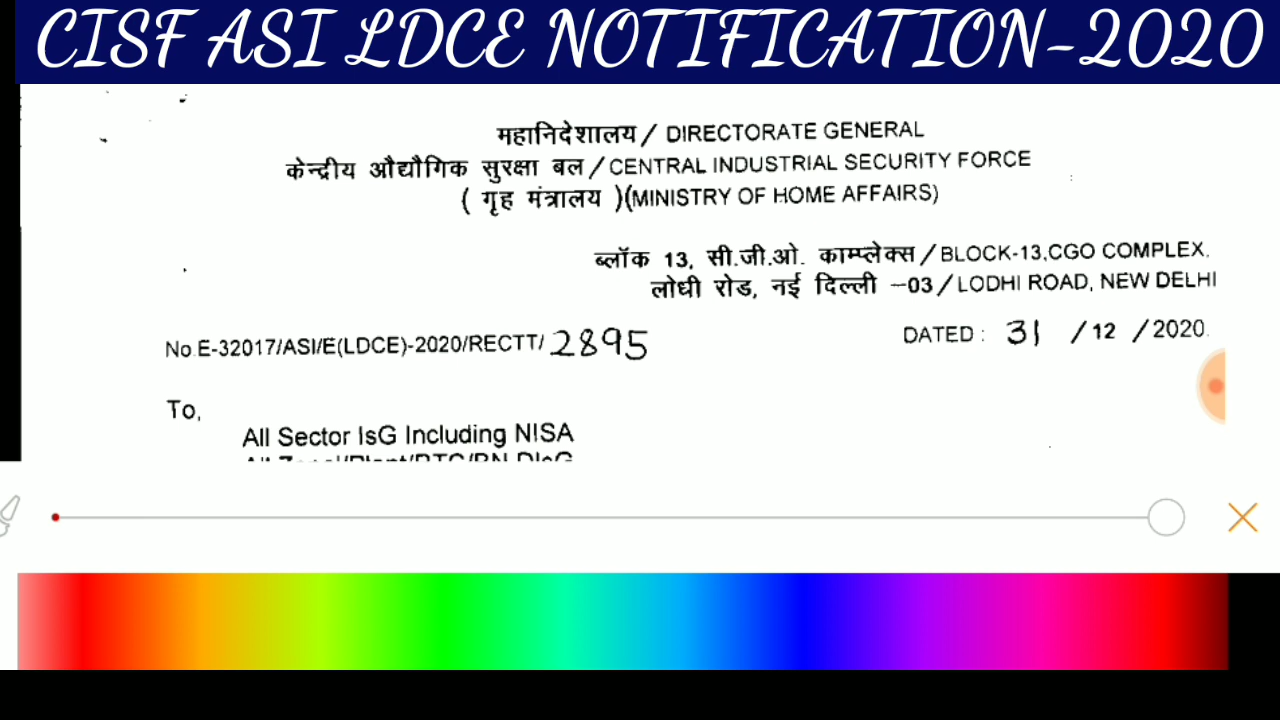 CISF ASI LDCE NOTIFICATION-2020
महानिदेशालय / DIRECTORATE GENERAL
केन्द्रीय औद्यौगिक सुरक्षा बल / CENTRAL INDUSTRIAL SECURITY FORCE
( गृह मंत्रालय )(MINISTRY OF HOME AFFAIRS)
ब्लॉक 13, सी.जी.ओ. काम्प्लेक्स / BLOCK-13,CGO COMPLEX.
लोधी रोड, नई दिल्ली –03 / LODHI ROAD, NEW DELHI
No.E-32017/ASI/E(LDCE)-2020/RECTT/ 2895 DATED : 31 /12 /2020.
To,
All Sector IsG Including NISA